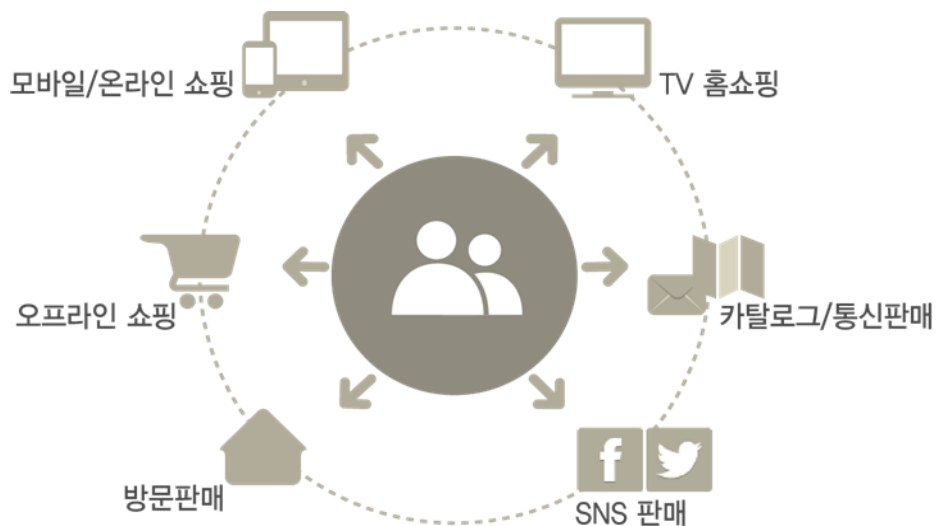 모바일/온라인 쇼핑
TV 홈쇼핑
오프라인 쇼핑
카탈로그/통신판매
방문판매
f
SNS 판매